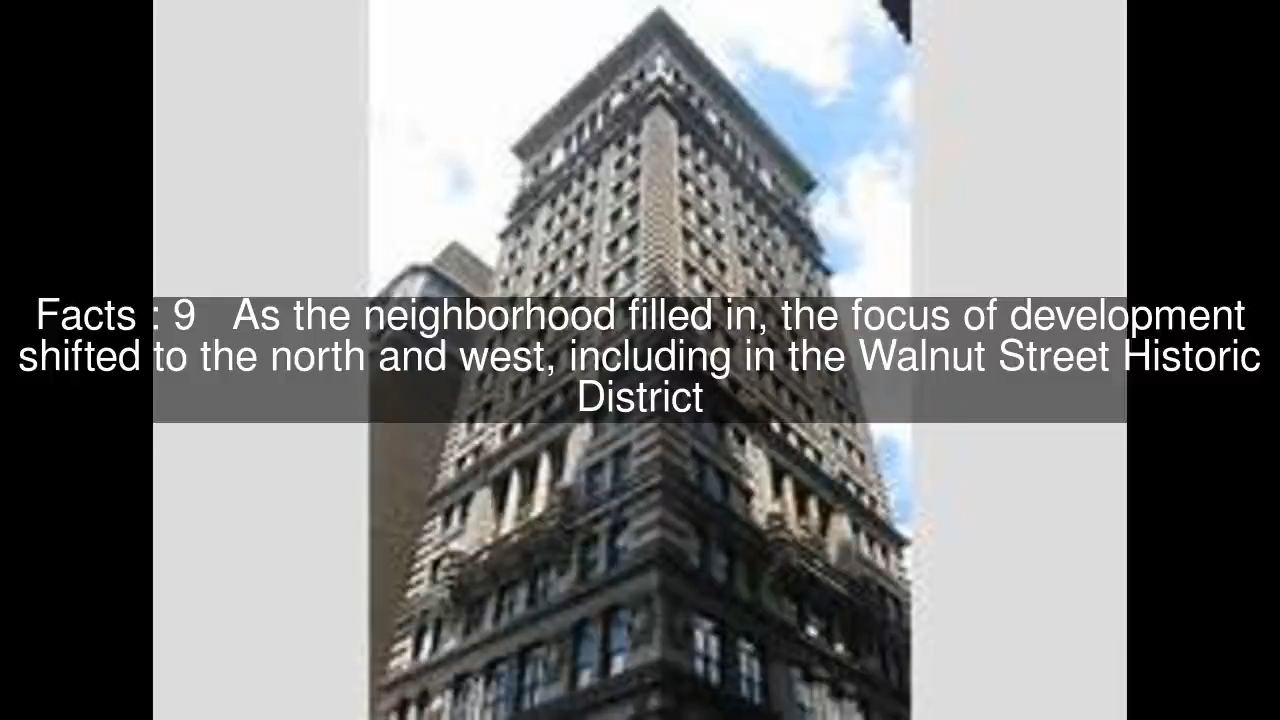 Facts : 9   As the neighborhood filled in, the focus of development
shifted to the north and west, including in the Walnut Street Historic
District